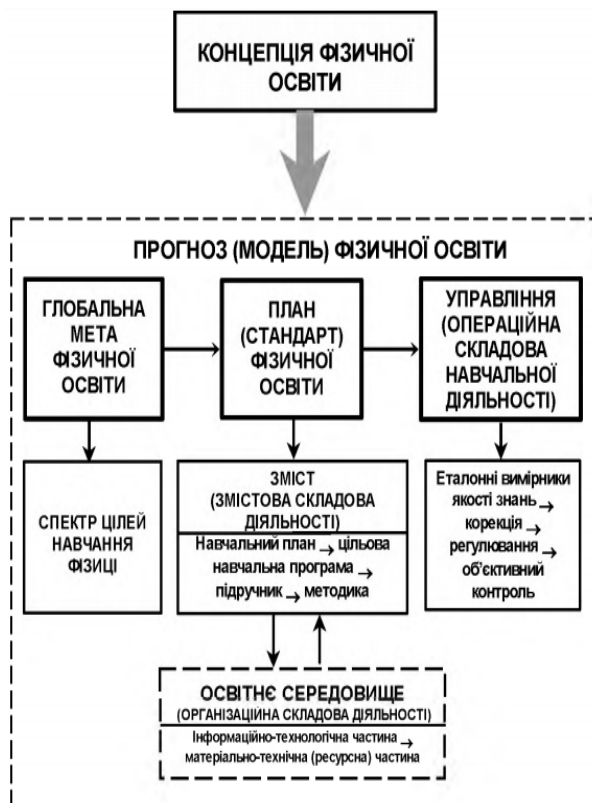 КОНЦЕПЦІЯ ФІЗИЧНОЇ
ОСВІТИ
ПРОГНОЗ (МОДЕЛЬ) ФІЗИЧНОЇ ОСВІТИ
ГЛОБАЛЬНА
МЕТА
ФІЗИЧНОЇ
ОСВІТИ
ПЛАН
(СТАНДАРТ)
ФІЗИЧНОЇ
ОСВІТИ
УПРАВЛІННЯ
(ОПЕРАЦІЙНА
СКЛАДОВА
НАВЧАЛЬНОЇ
ДІЯЛЬНОСТІ)
СПЕКТР ЦІЛЕЙ
НАВЧАННЯ
ФІЗИЦІ
ЗМІСТ
(ЗМІСТОВА СКЛАДОВА
ДІЯЛЬНОСТІ)
Навчальний план → цільова
навчальна програма →
підручник → методика
Еталонні вимірники
якості знань →
корекція →
регулювання →
об'єктивний
контроль
ОСВІТНЄ СЕРЕДОВИЩЕ
(ОРГАНІЗАЦІЙНА СКЛАДОВА ДІЯЛЬНОСТІ)
Інформаційно-технологічна частина →
матеріально-технічна (ресурсна) частина